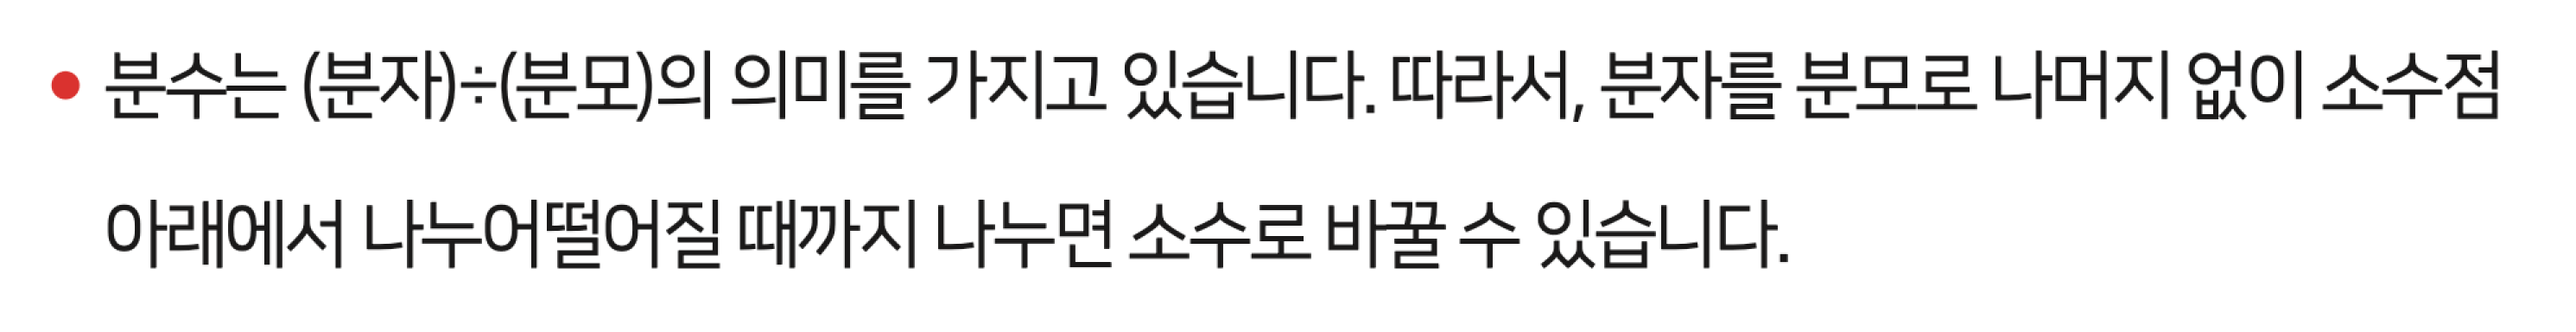 • 분수는 (분자)÷(분모)의 의미를 가지고 있습니다. 따라서, 분자를 분모로 나머지 없이 소수점
아래에서 나누어떨어질 때까지 나누면 소수로 바꿀 수 있습니다.